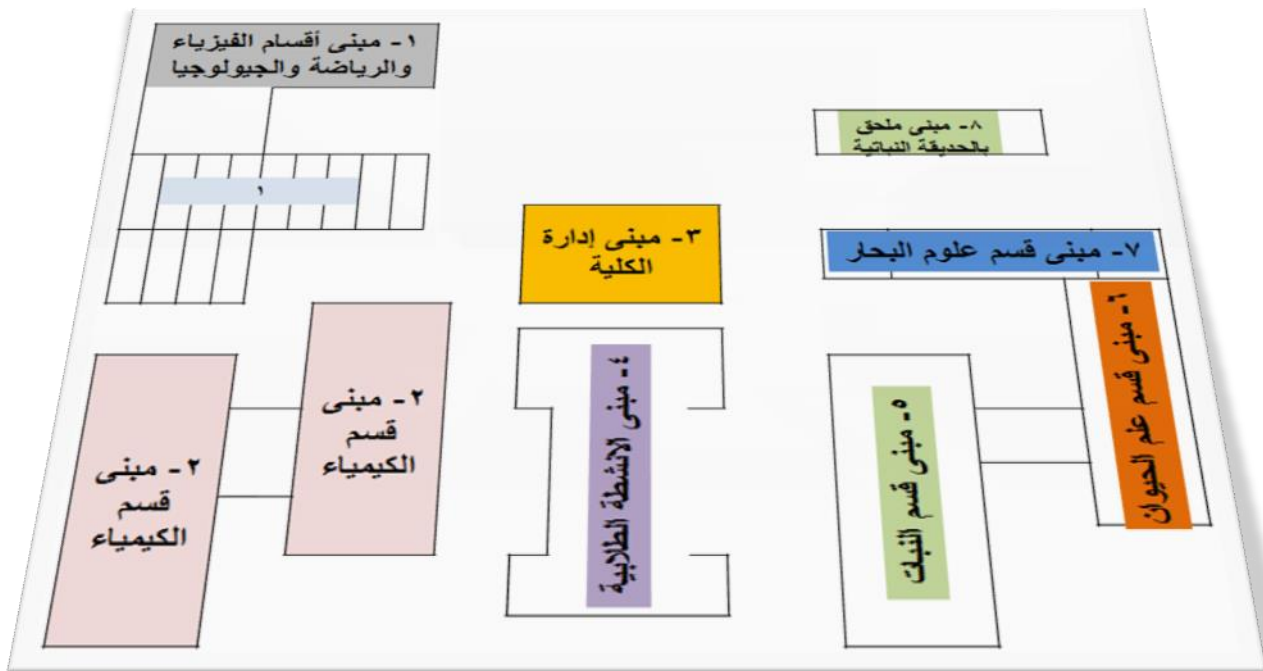 ١- مبنى أقسام الفيزياء
والرياضة والجيولوجيا
١
٨- مبنى ملحق
بالحديقة النباتية
٣- مبنى إدارة
الكلية
٧- مبنى قسم علوم البحار
٦- مبنى قسم علم الحيوان
٢- مبنى
قسم
الكيمياء
٢- مبنى
قسم
الكيمياء
٤- مبنى الانشطة الطلابية
٥- مبنى قسم النبات